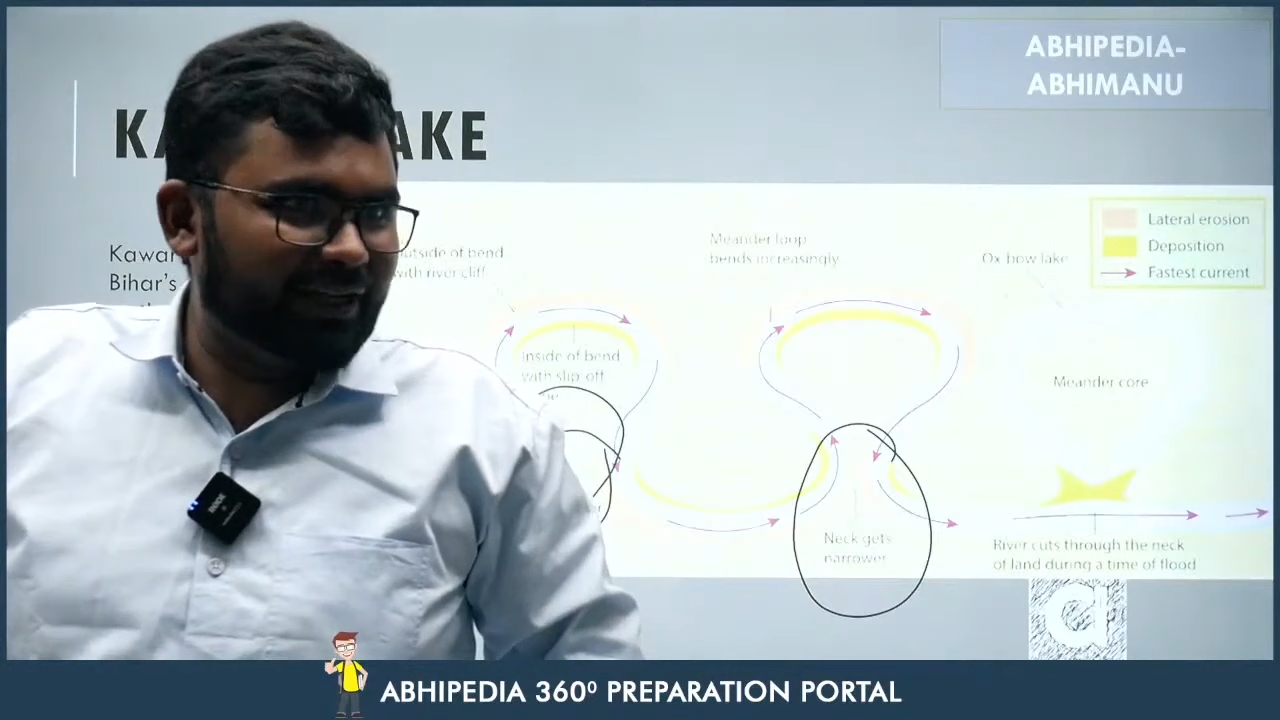 ABHIPEDIA-
ABHIMANU
AKE
Lateral erosion
Deposition
Fastest current
Kawar
Bihar's
outside of bend
with river cliff
Meander loop
bends increasingly
Ox bow lake
Inside of bend
with slip off
Meander core
Neck gets
narrower
River cuts through the neck
of land during a time of flood
ABHIPEDIA 360⁰ PREPARATION PORTAL